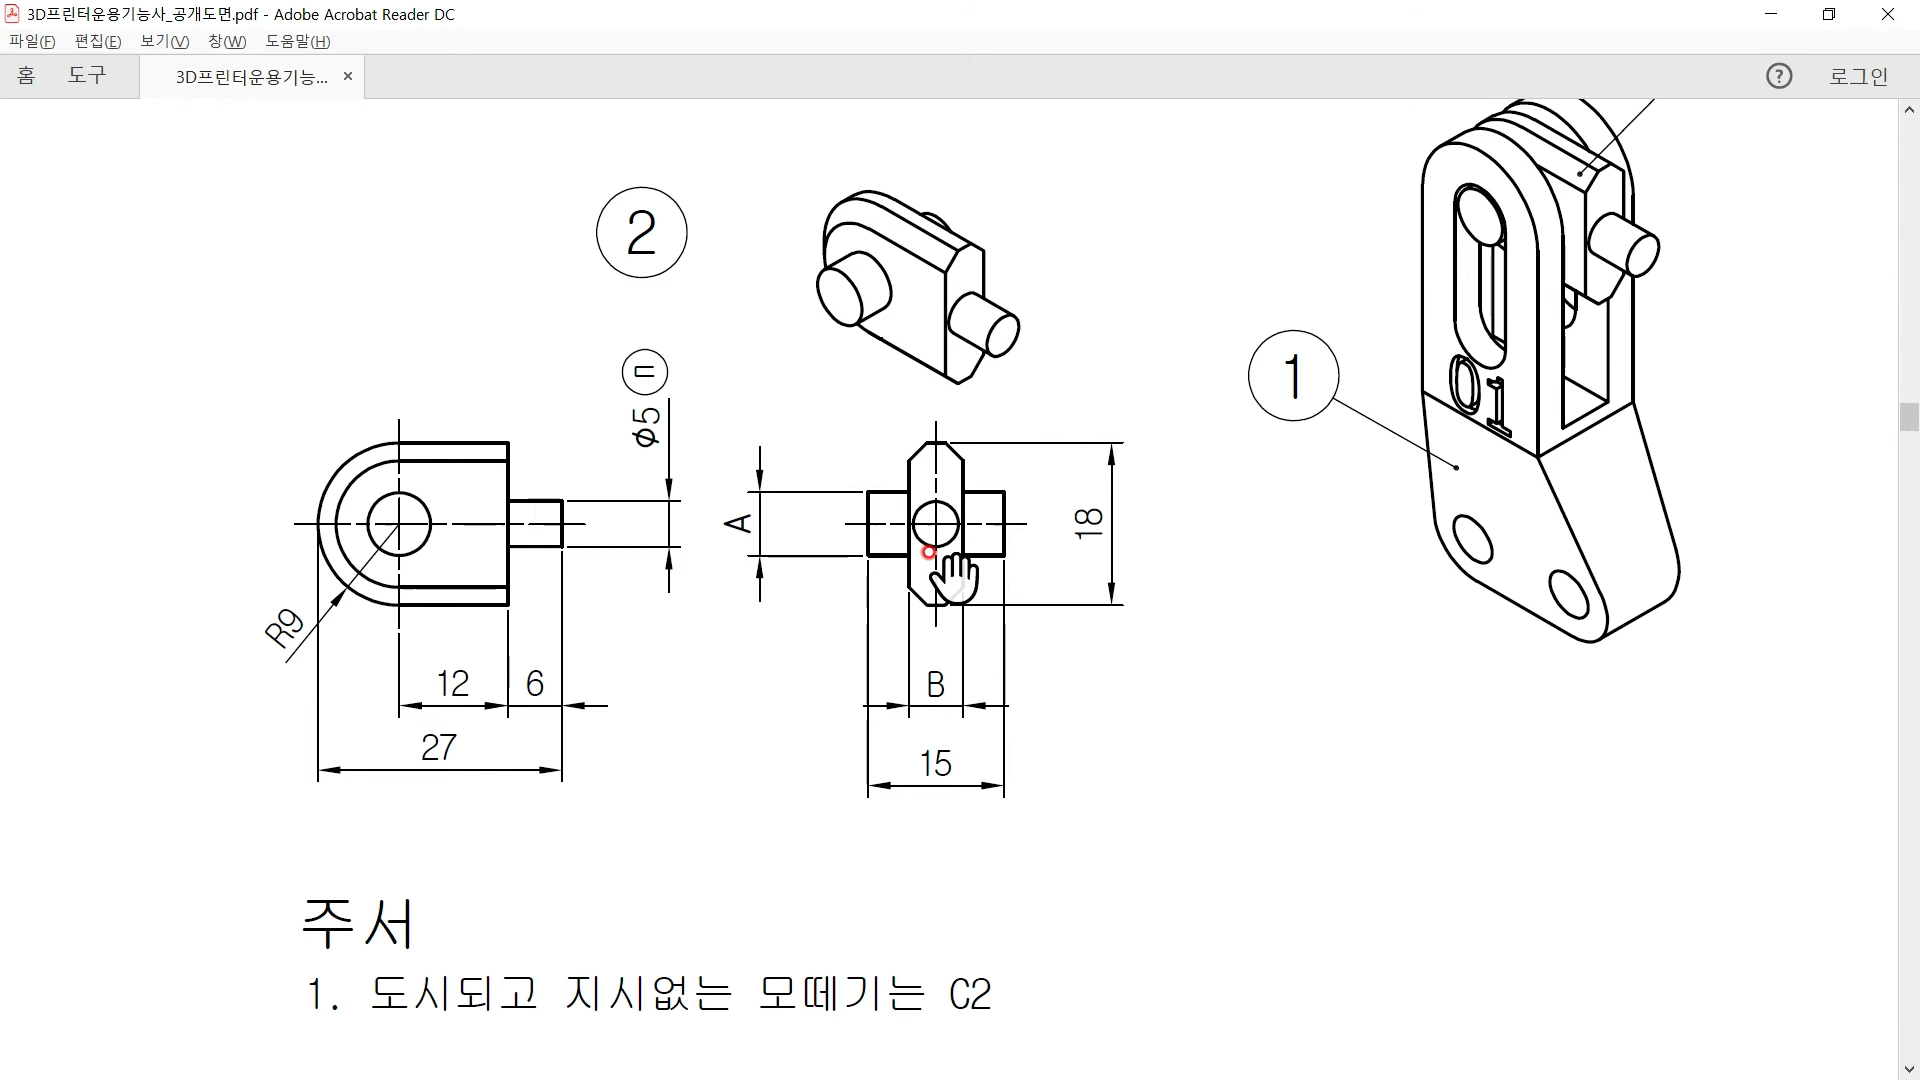 3D프린터운용기능사_공개도면.pdf - Adobe Acrobat Reader DC
파일(F) 편집(E) 보기(V) 창(W) 도움말(H)
홈 도구 3D프린터운용기능... × ? 로그인
2
1
01
ㄷ
⌀5
A
18
R9
12 6
B
27
15
주서
1. 도시되고 지시없는 모떼기는 C2